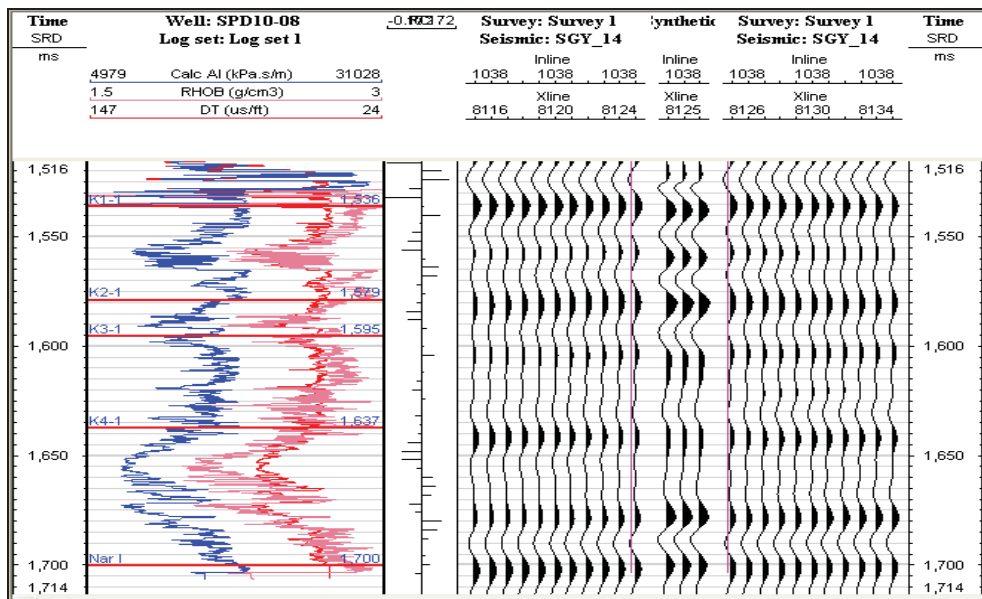 Time
SRD
ms
Well: SPD10-08
Log set: Log set 1
4979 Calc AI (kPa.s/m) 31028
1.5 RHOB (g/cm3) 3
147 DT (us/ft) 24
Survey: Survey 1
Seismic: SGY_14
Inline
1038 1038 1038
Xline
8116 8120 8124
ynthetic
Inline
1038
Xline
8125
Survey: Survey 1
Seismic: SGY_14
Inline
1038 1038 1038
Xline
8126 8130 8134
Time
SRD
ms
1,516
1,550
1,600
1,650
1,700
1,714
K1-1 1,536
K2-1 1,579
K3-1 1,595
K4-1 1,637
Nar I 1,700
1,516
1,550
1,600
1,650
1,700
1,714